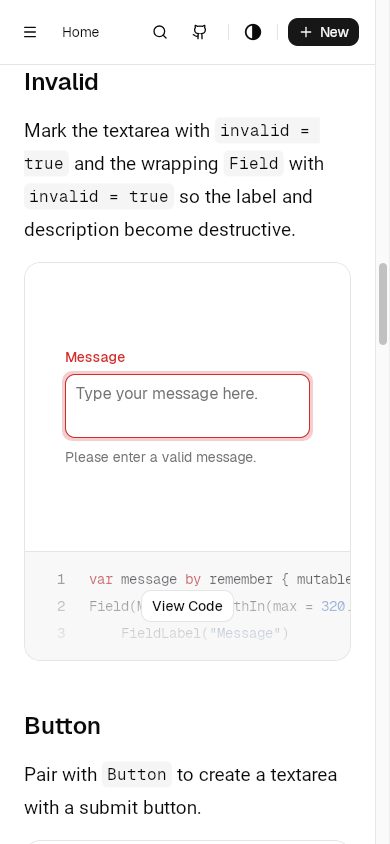 Home
New
Invalid
Mark the textarea with invalid =
true and the wrapping Field with
invalid = true so the label and
description become destructive.
Message
Type your message here.
Please enter a valid message.
1 var message by remember { mutable
2 Field(M
View Code
thIn(max = 320.
3 FieldLabel("Message")
Button
Pair with Button to create a textarea
with a submit button.